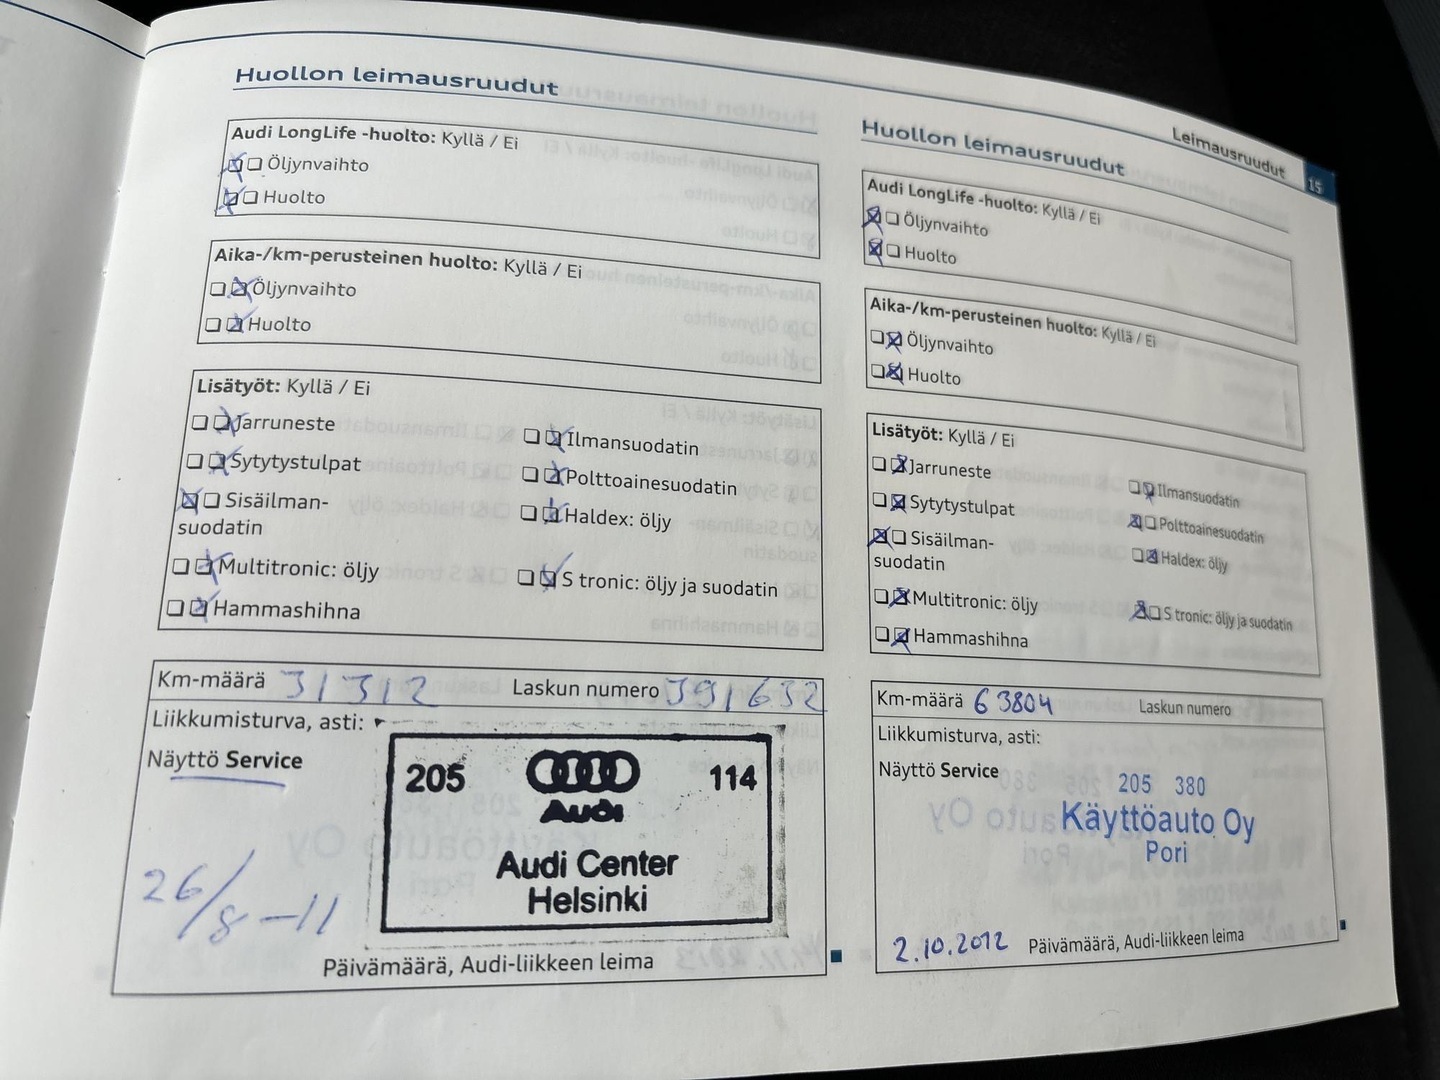 Leimausruudut 15
Huollon leimausruudut
Audi LongLife -huolto: Kyllä / Ei
Öljynvaihto
Huolto
Aika-/km-perusteinen huolto: Kyllä / Ei
Öljynvaihto
Huolto
Lisätyöt: Kyllä / Ei
Jarruneste
Sytytystulpat
Sisäilman-
suodatin
Multitronic: öljy
Hammashihna
Ilmansuodatin
Polttoainesuodatin
Haldex: öljy
S tronic: öljy ja suodatin
Km-määrä 31312 Laskun numero 391632
Liikkumisturva, asti:
Näyttö Service
205 114
Audi
Audi Center
Helsinki
26/8-11
Päivämäärä, Audi-liikkeen leima
Huollon leimausruudut
Audi LongLife -huolto: Kyllä / Ei
Öljynvaihto
Huolto
Aika-/km-perusteinen huolto: Kyllä / Ei
Öljynvaihto
Huolto
Lisätyöt: Kyllä / Ei
Jarruneste
Sytytystulpat
Sisäilman-
suodatin
Multitronic: öljy
Hammashihna
Ilmansuodatin
Polttoainesuodatin
Haldex: öljy
S tronic: öljy ja suodatin
Km-määrä 63804 Laskun numero
Liikkumisturva, asti:
Näyttö Service
205 380
Käyttöauto Oy
Pori
2.10.2012 Päivämäärä, Audi-liikkeen leima